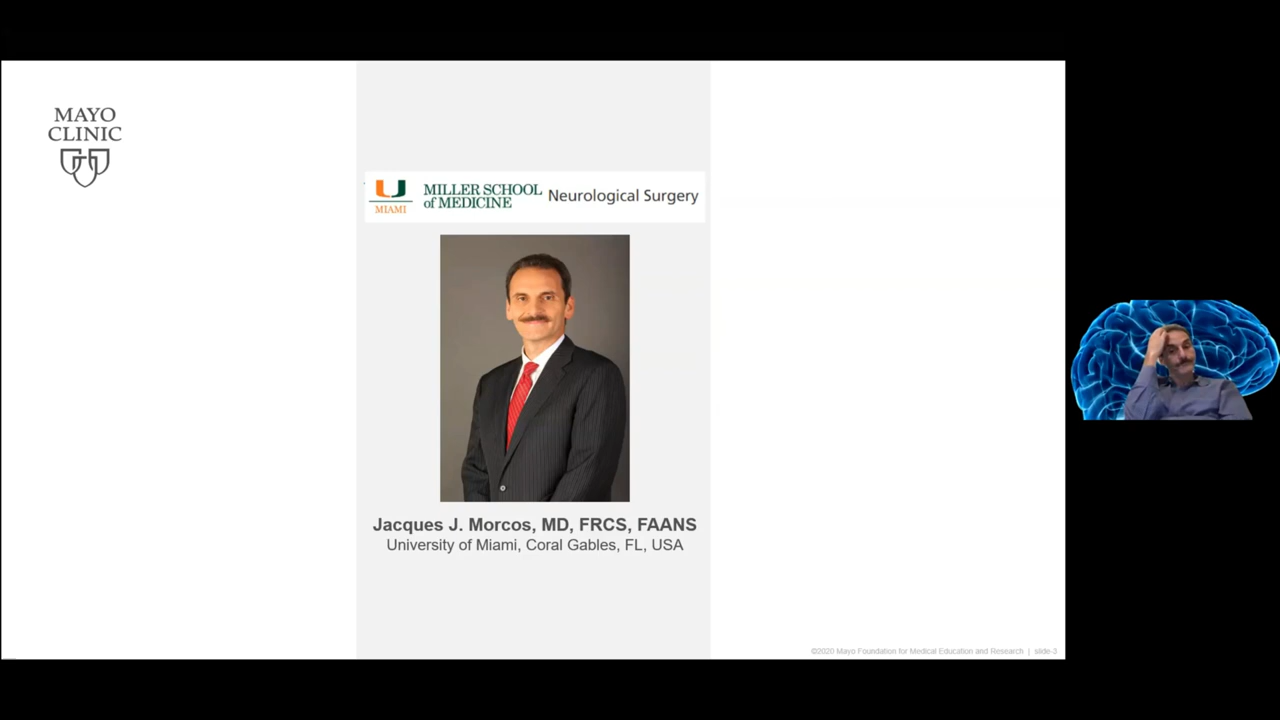 MAYO
CLINIC
MIAMI
MILLER SCHOOL
of MEDICINE
Neurological Surgery
Jacques J. Morcos, MD, FRCS, FAANS
University of Miami, Coral Gables, FL, USA
©2020 Mayo Foundation for Medical Education and Research | slide-3